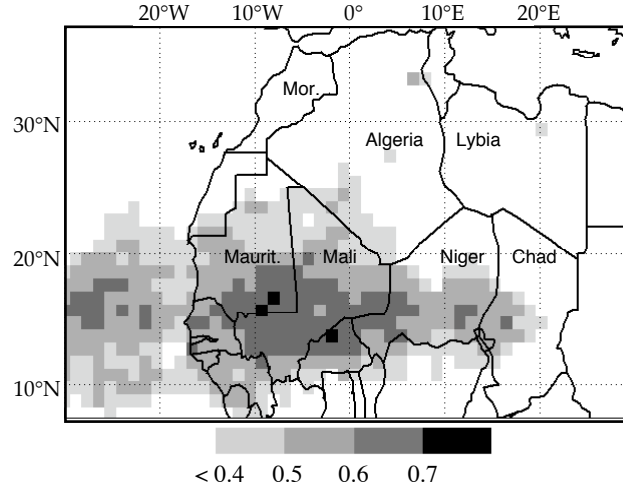 20°W 10°W 0° 10°E 20°E
Mor.
30°N
Algeria Lybia
20°N
Maurit. Mali Niger Chad
10°N
< 0.4 0.5 0.6 0.7